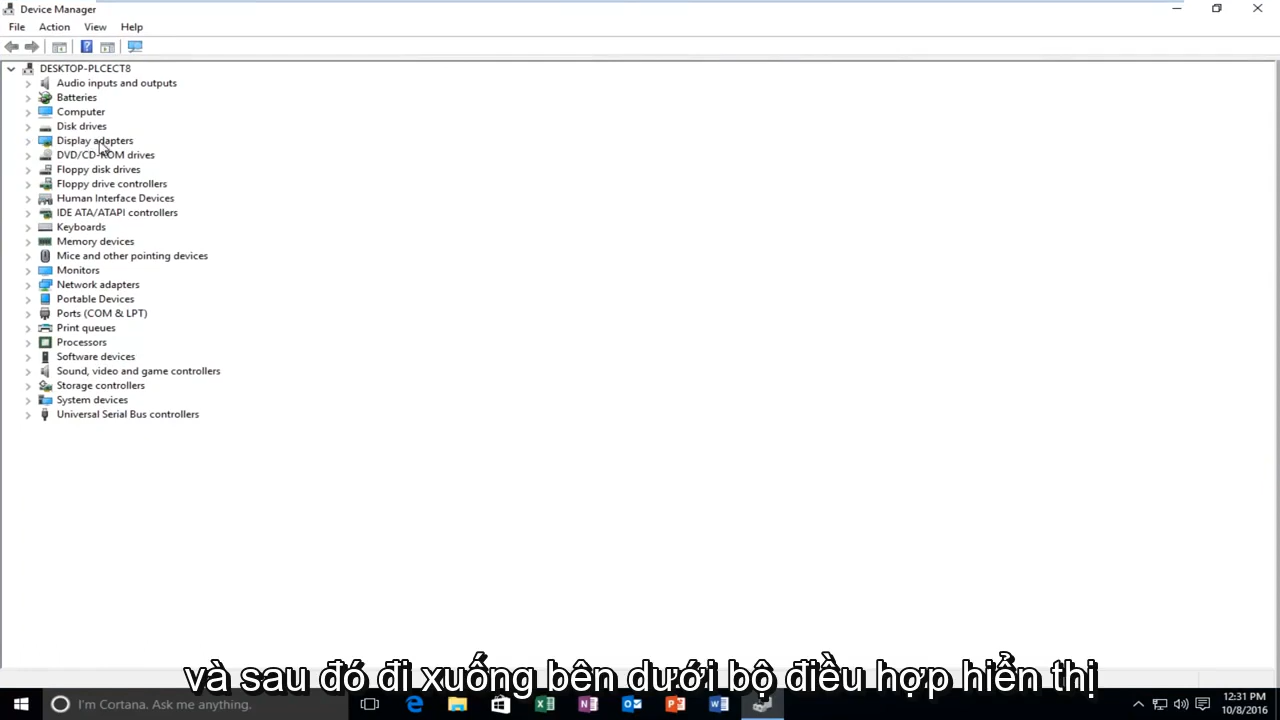 Device Manager
File Action View Help
DESKTOP-PLCECT8
Audio inputs and outputs
Batteries
Computer
Disk drives
Display adapters
DVD/CD-ROM drives
Floppy disk drives
Floppy drive controllers
Human Interface Devices
IDE ATA/ATAPI controllers
Keyboards
Memory devices
Mice and other pointing devices
Monitors
Network adapters
Portable Devices
Ports (COM & LPT)
Print queues
Processors
Software devices
Sound, video and game controllers
Storage controllers
System devices
Universal Serial Bus controllers
và sau đó đi xuống bên dưới bộ điều hợp hiển thị
I'm Cortana. Ask me anything.
12:31 PM
10/8/2016